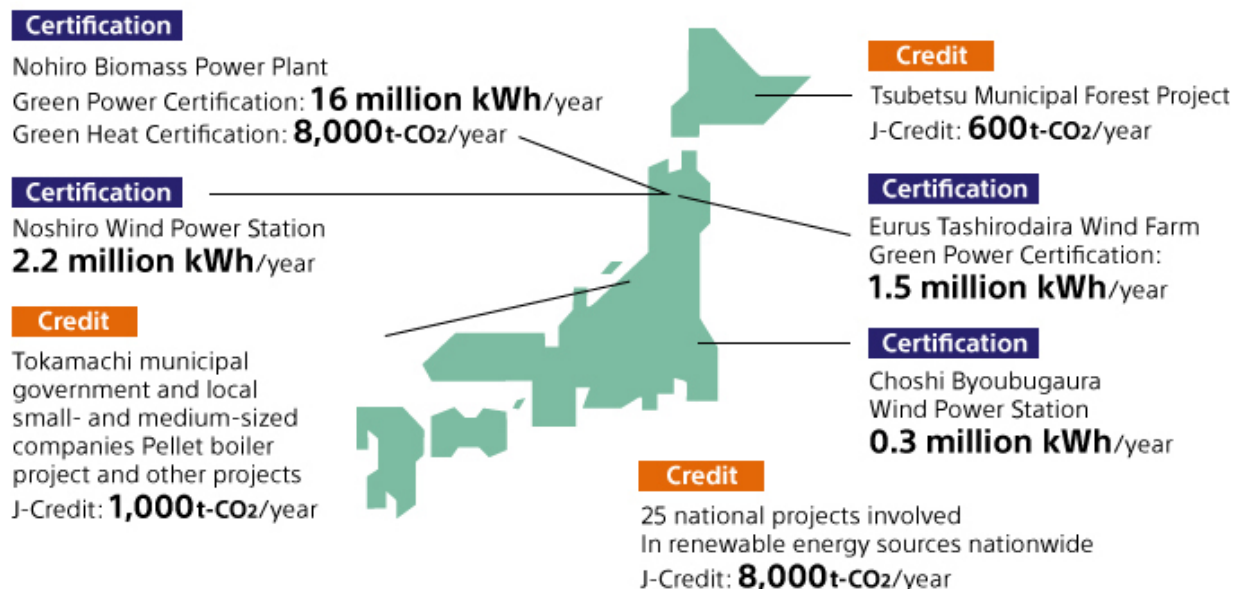 Certification
Nohiro Biomass Power Plant
Green Power Certification: 16 million kWh/year
Green Heat Certification: 8,000t-CO2/year
Certification
Noshiro Wind Power Station
2.2 million kWh/year
Credit
Tokamachi municipal
government and local
small- and medium-sized
companies Pellet boiler
project and other projects
J-Credit: 1,000t-CO2/year
Credit
Tsubetsu Municipal Forest Project
J-Credit: 600t-CO2/year
Certification
Eurus Tashirodaira Wind Farm
Green Power Certification:
1.5 million kWh/year
Certification
Choshi Byoubugaura
Wind Power Station
0.3 million kWh/year
Credit
25 national projects involved
In renewable energy sources nationwide
J-Credit: 8,000t-CO2/year